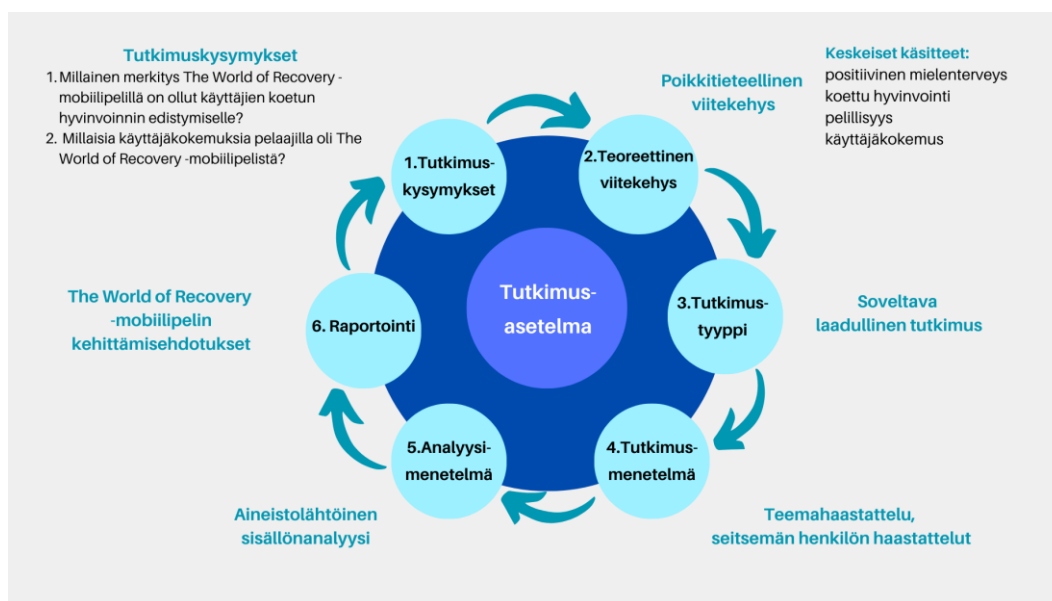 Tutkimuskysymykset
1. Millainen merkitys The World of Recovery -
mobiilipelillä on ollut käyttäjien koetun
hyvinvoinnin edistymiselle?
2. Millaisia käyttäjäkokemuksia pelaajilla oli The
World of Recovery -mobiilipelistä?
Poikkitieteellinen
viitekehys
Keskeiset käsitteet:
positiivinen mielenterveys
koettu hyvinvointi
pelillisyys
käyttäjäkokemus
1.Tutkimus-
kysymykset
2.Teoreettinen
viitekehys
3.Tutkimus-
tyyppi
Soveltava
laadullinen tutkimus
4.Tutkimus-
menetelmä
Teemahaastattelu,
seitsemän henkilön haastattelut
5.Analyysi-
menetelmä
Aineistolähtöinen
sisällönanalyysi
6. Raportointi
The World of Recovery
-mobiilipelin
kehittämisehdotukset
Tutkimus-
asetelma